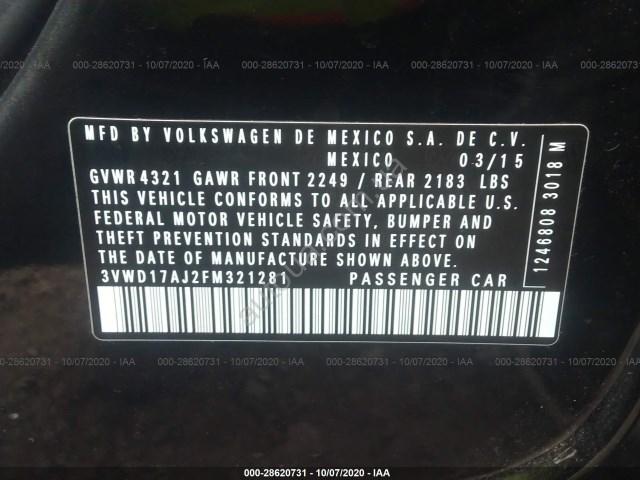 000-28620731 - 10/07/2020 - IAA 000-28620731 - 10/07/2020 - IAA 000-28620731 - 10/07/2020 - IAA
MFD BY VOLKSWAGEN DE MEXICO S.A. DE C.V.
MEXICO 03/15
GVWR 4321 GAWR FRONT 2249 / REAR 2183 LBS
THIS VEHICLE CONFORMS TO ALL APPLICABLE U.S.
FEDERAL MOTOR VEHICLE SAFETY, BUMPER AND
THEFT PREVENTION STANDARDS IN EFFECT ON
THE DATE OF MANUFACTURE SHOWN ABOVE.
3VWD17AJ2FM321281 PASSENGER CAR
1246808 3018 M
000-28620731 - 10/07/2020 - IAA 000-28620731 - 10/07/2020 - IAA 000-28620731 - 10/07/2020 - IAA
000-28620731 - 10/07/2020 - IAA